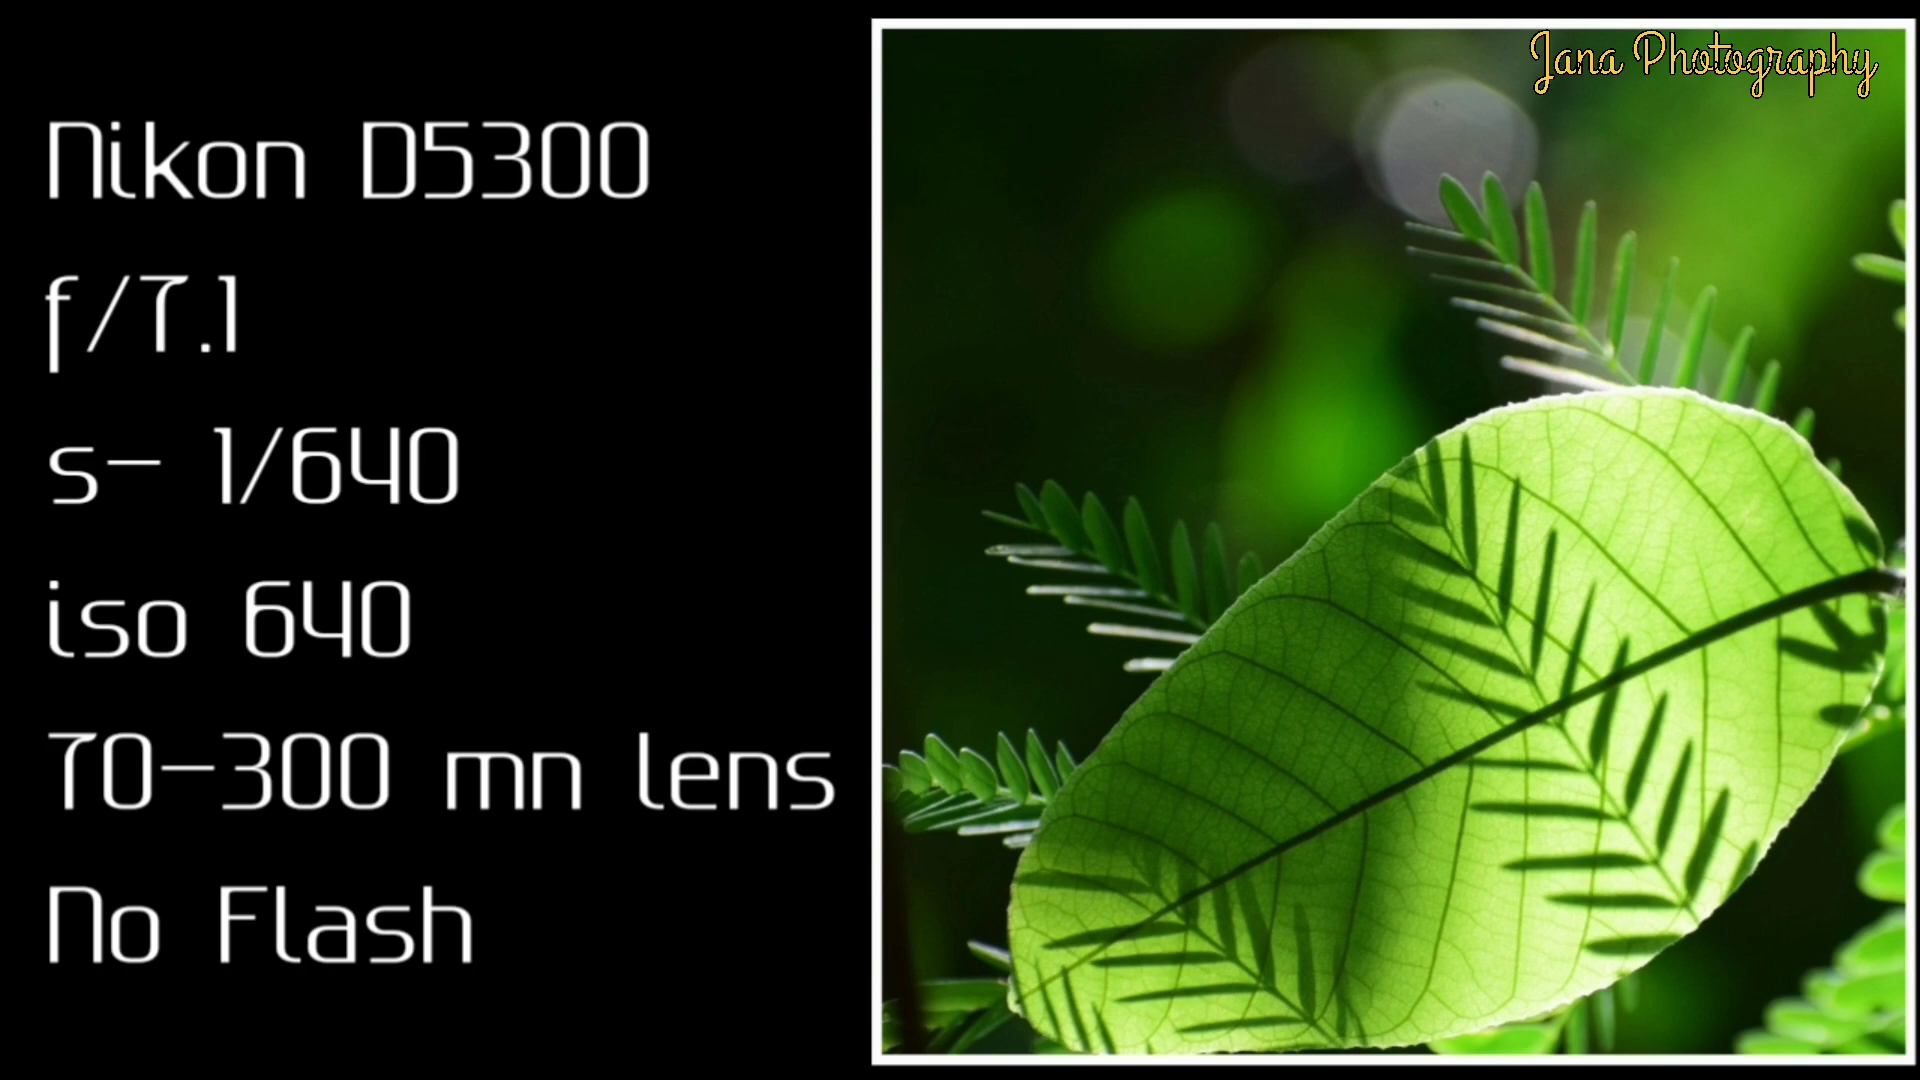 Nikon D5300
f/7.1
s- 1/640
iso 640
70-300 mn lens
No Flash
Jana Photography